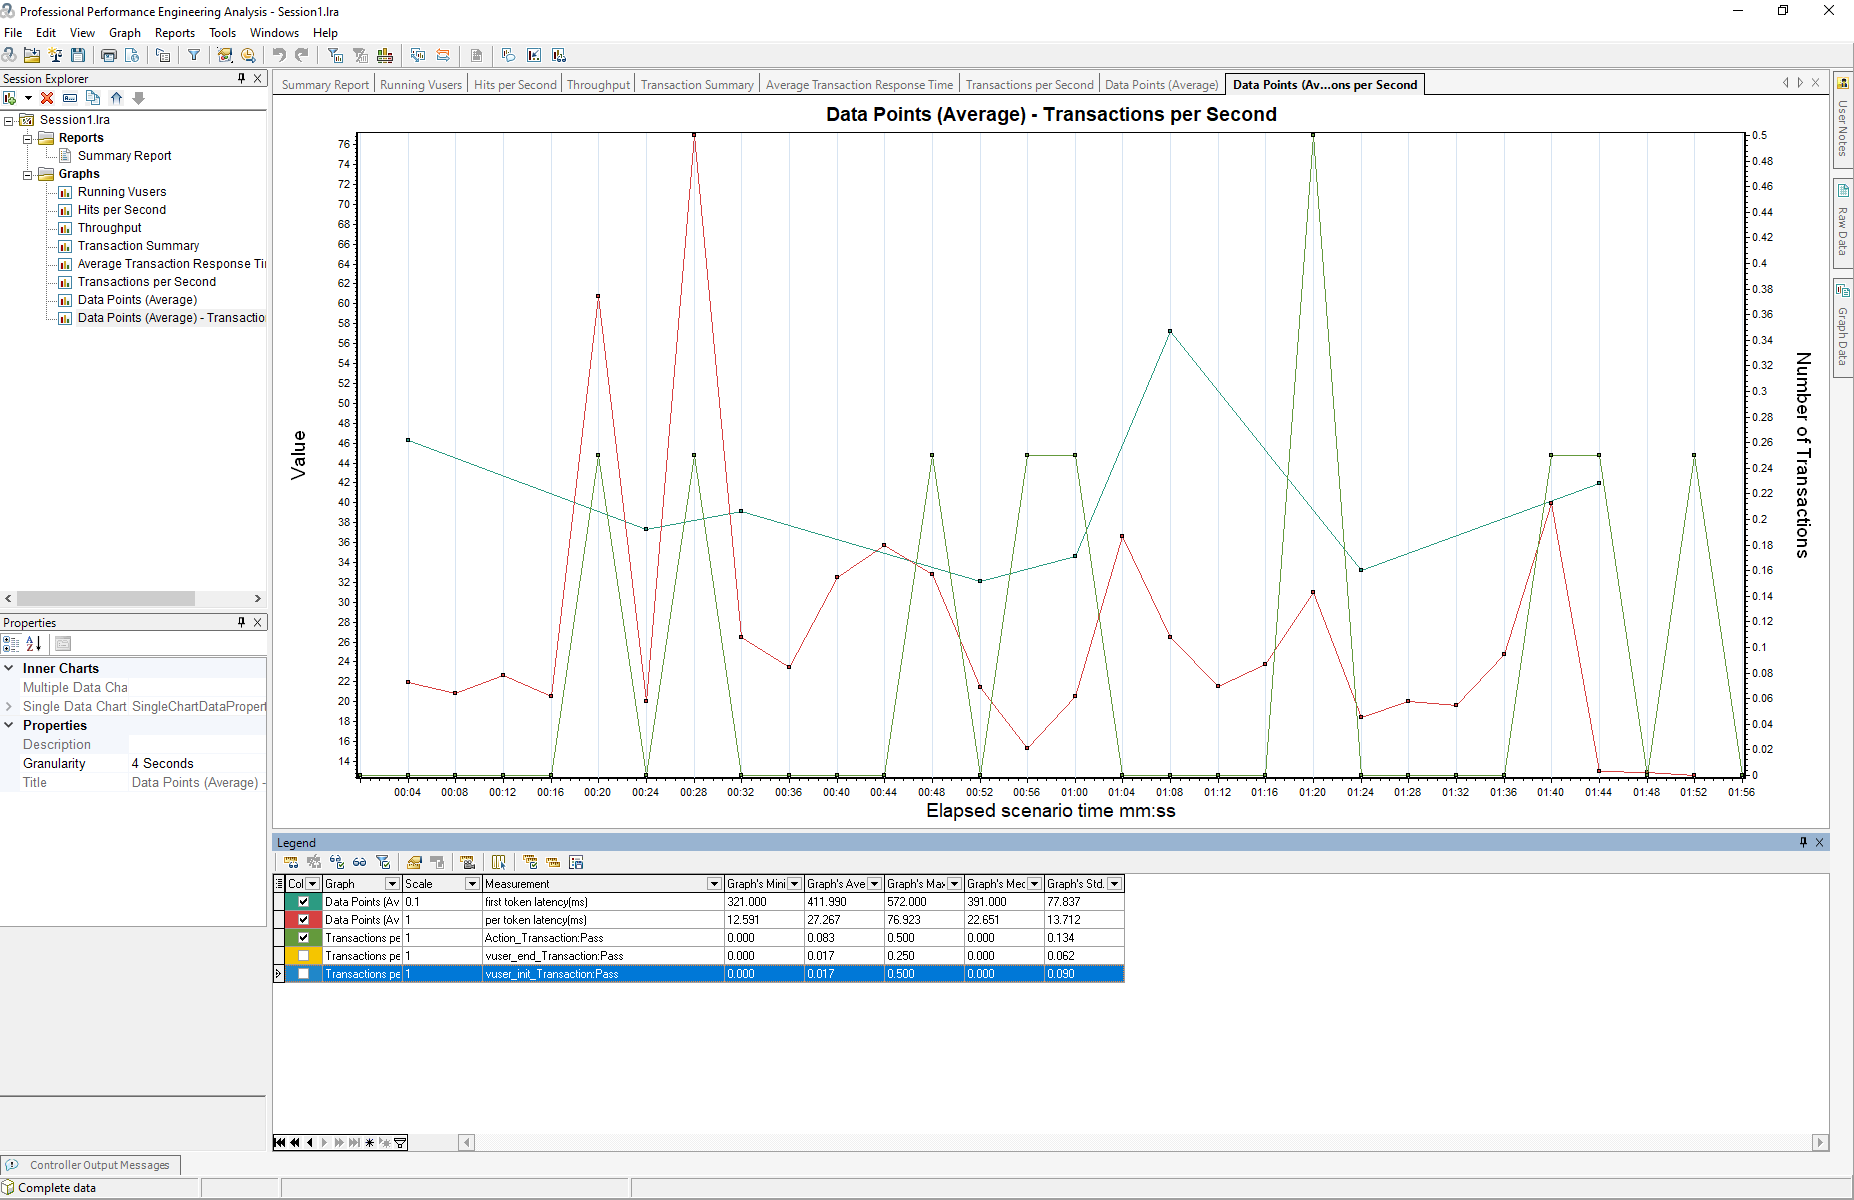 Professional Performance Engineering Analysis - Session1.lra
File Edit View Graph Reports Tools Windows Help
Session Explorer
Session1.lra
Reports
Summary Report
Graphs
Running Vusers
Hits per Second
Throughput
Transaction Summary
Average Transaction Response Ti
Transactions per Second
Data Points (Average)
Data Points (Average) - Transactio
Properties
Inner Charts
Multiple Data Cha
Single Data Chart SingleChartDataPropert
Properties
Description
Granularity 4 Seconds
Title Data Points (Average) -
Summary Report Running Vusers Hits per Second Throughput Transaction Summary Average Transaction Response Time Transactions per Second Data Points (Average) Data Points (Av...ons per Second
Data Points (Average) - Transactions per Second
Value
76
74
72
70
68
66
64
62
60
58
56
54
52
50
48
46
44
42
40
38
36
34
32
30
28
26
24
22
20
18
16
14
0.5
0.48
0.46
0.44
0.42
0.4
0.38
0.36
0.34
0.32
0.3
0.28
0.26
0.24
0.22
0.2
0.18
0.16
0.14
0.12
0.1
0.08
0.06
0.04
0.02
0
Number of Transactions
00:04 00:08 00:12 00:16 00:20 00:24 00:28 00:32 00:36 00:40 00:44 00:48 00:52 00:56 01:00 01:04 01:08 01:12 01:16 01:20 01:24 01:28 01:32 01:36 01:40 01:44 01:48 01:52 01:56
Elapsed scenario time mm:ss
User Notes
Raw Data
Graph Data
Legend
Col Graph Scale Measurement Graph's Mini Graph's Ave Graph's Max Graph's Med Graph's Std.
Data Points (Av 0.1 first token latency(ms) 321.000 411.990 572.000 391.000 77.837
Data Points (Av 1 per token latency(ms) 12.591 27.267 76.923 22.651 13.712
Transactions pe 1 Action_Transaction:Pass 0.000 0.083 0.500 0.000 0.134
Transactions pe 1 vuser_end_Transaction:Pass 0.000 0.017 0.250 0.000 0.062
Transactions pe 1 vuser_init_Transaction:Pass 0.000 0.017 0.500 0.000 0.090
Controller Output Messages
Complete data